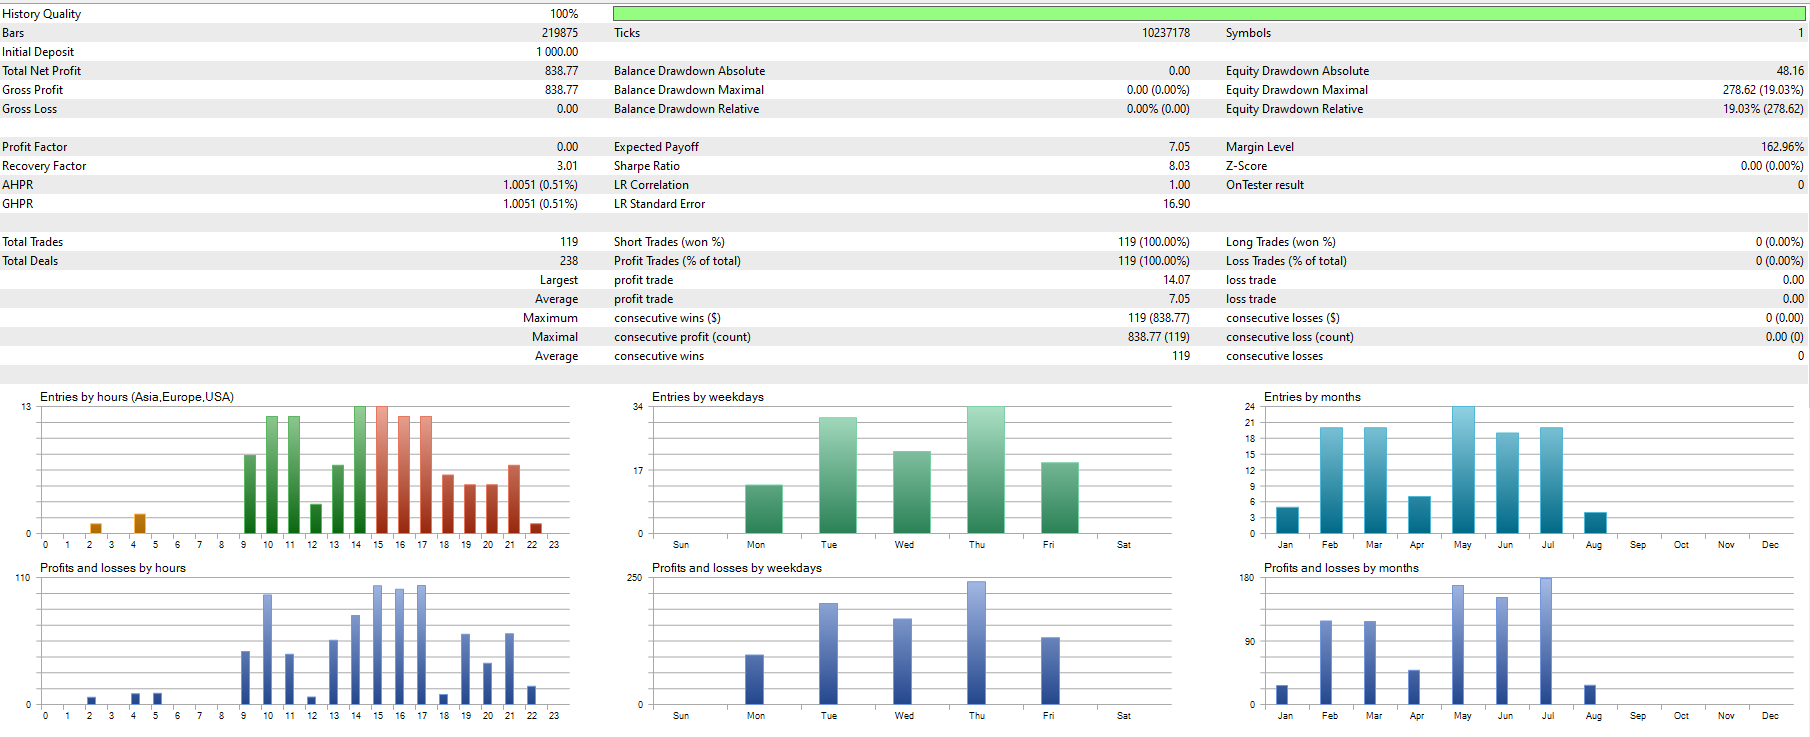 History Quality 100%
Bars 219875 Ticks 10237178 Symbols 1
Initial Deposit 1 000.00
Total Net Profit 838.77 Balance Drawdown Absolute 0.00 Equity Drawdown Absolute 48.16
Gross Profit 838.77 Balance Drawdown Maximal 0.00 (0.00%) Equity Drawdown Maximal 278.62 (19.03%)
Gross Loss 0.00 Balance Drawdown Relative 0.00% (0.00) Equity Drawdown Relative 19.03% (278.62)
Profit Factor 0.00 Expected Payoff 7.05 Margin Level 162.96%
Recovery Factor 3.01 Sharpe Ratio 8.03 Z-Score 0.00 (0.00%)
AHPR 1.0051 (0.51%) LR Correlation 1.00 OnTester result 0
GHPR 1.0051 (0.51%) LR Standard Error 16.90
Total Trades 119 Short Trades (won %) 119 (100.00%) Long Trades (won %) 0 (0.00%)
Total Deals 238 Profit Trades (% of total) 119 (100.00%) Loss Trades (% of total) 0 (0.00%)
Largest profit trade 14.07 loss trade 0.00
Average profit trade 7.05 loss trade 0.00
Maximum consecutive wins ($) 119 (838.77) consecutive losses ($) 0 (0.00)
Maximal consecutive profit (count) 838.77 (119) consecutive loss (count) 0.00 (0)
Average consecutive wins 119 consecutive losses 0
Entries by hours (Asia,Europe,USA)
13
0
0 1 2 3 4 5 6 7 8 9 10 11 12 13 14 15 16 17 18 19 20 21 22 23
Entries by weekdays
34
17
0
Sun Mon Tue Wed Thu Fri Sat
Entries by months
24
21
18
15
12
9
6
3
0
Jan Feb Mar Apr May Jun Jul Aug Sep Oct Nov Dec
Profits and losses by hours
110
0
0 1 2 3 4 5 6 7 8 9 10 11 12 13 14 15 16 17 18 19 20 21 22 23
Profits and losses by weekdays
250
0
Sun Mon Tue Wed Thu Fri Sat
Profits and losses by months
180
90
0
Jan Feb Mar Apr May Jun Jul Aug Sep Oct Nov Dec